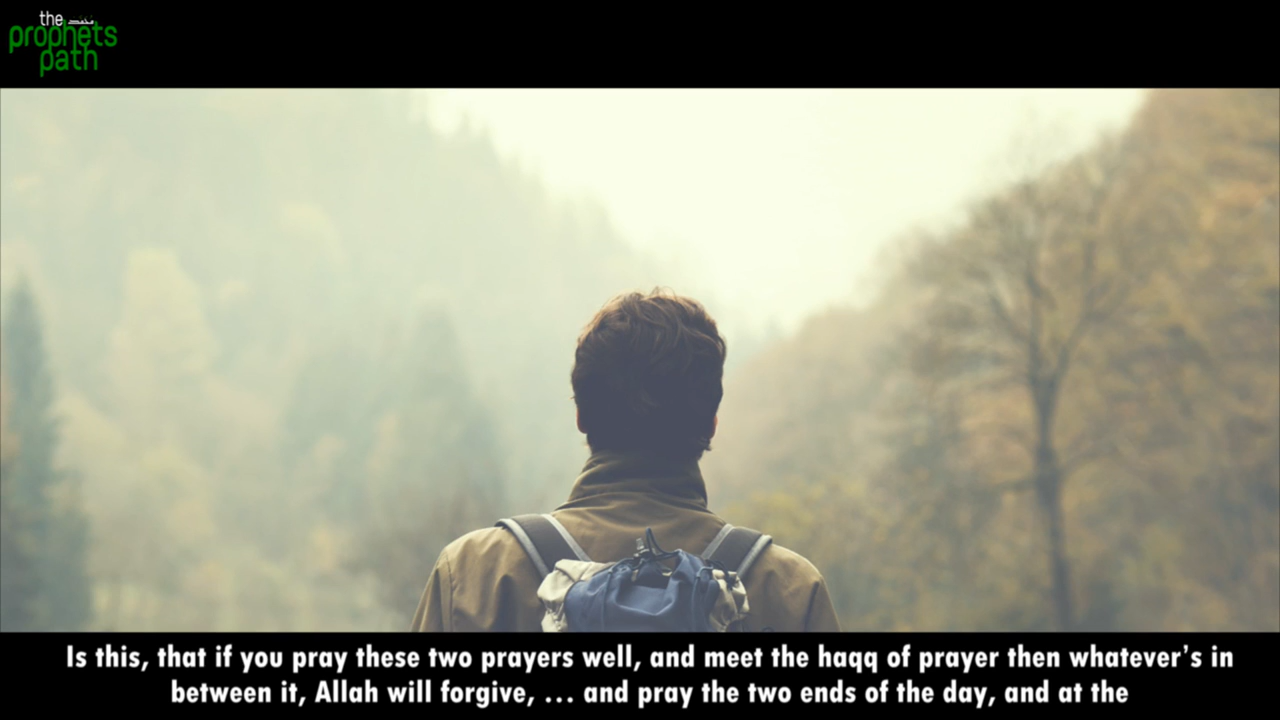 the محمد
prophets
path
Is this, that if you pray these two prayers well, and meet the haqq of prayer then whatever's in
between it, Allah will forgive, ... and pray the two ends of the day, and at the